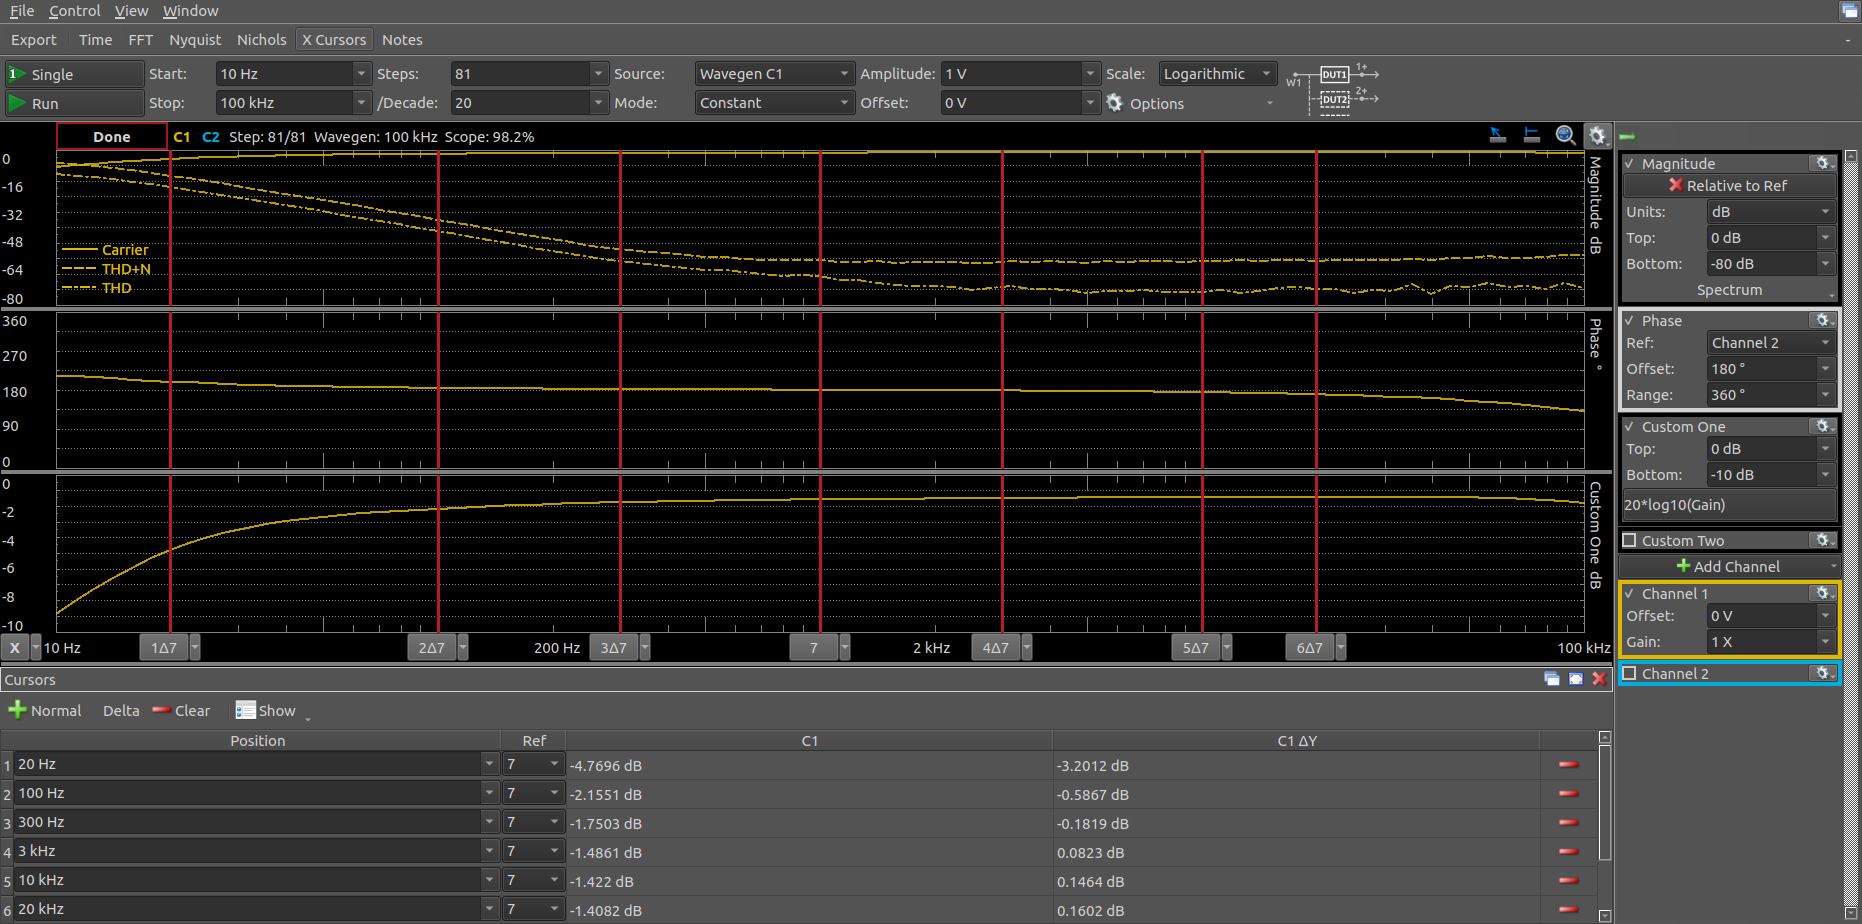 File Control View Window
Export Time FFT Nyquist Nichols X Cursors Notes -
1 Single Start: 10 Hz Steps: 81 Source: Wavegen C1 Amplitude: 1 V Scale: Logarithmic
Run Stop: 100 kHz /Decade: 20 Mode: Constant Offset: 0 V Options
W1 DUT1 1+
DUT2 2+
Done C1 C2 Step: 81/81 Wavegen: 100 kHz Scope: 98.2%
0
-16
-32
-48
-64
-80
Carrier
THD+N
THD
Magnitude dB
360
270
180
90
0
Phase °
0
-2
-4
-6
-8
-10
Custom One dB
X 10 Hz 1Δ7 2Δ7 200 Hz 3Δ7 7 2 kHz 4Δ7 5Δ7 6Δ7 100 kHz
Magnitude
Relative to Ref
Units: dB
Top: 0 dB
Bottom: -80 dB
Spectrum
Phase
Ref: Channel 2
Offset: 180 °
Range: 360 °
Custom One
Top: 0 dB
Bottom: -10 dB
20*log10(Gain)
Custom Two
Add Channel
Channel 1
Offset: 0 V
Gain: 1 X
Channel 2
Cursors
Normal Delta Clear Show
Position Ref C1 C1 ΔY
1 20 Hz 7 -4.7696 dB -3.2012 dB
2 100 Hz 7 -2.1551 dB -0.5867 dB
3 300 Hz 7 -1.7503 dB -0.1819 dB
4 3 kHz 7 -1.4861 dB 0.0823 dB
5 10 kHz 7 -1.422 dB 0.1464 dB
6 20 kHz 7 -1.4082 dB 0.1602 dB